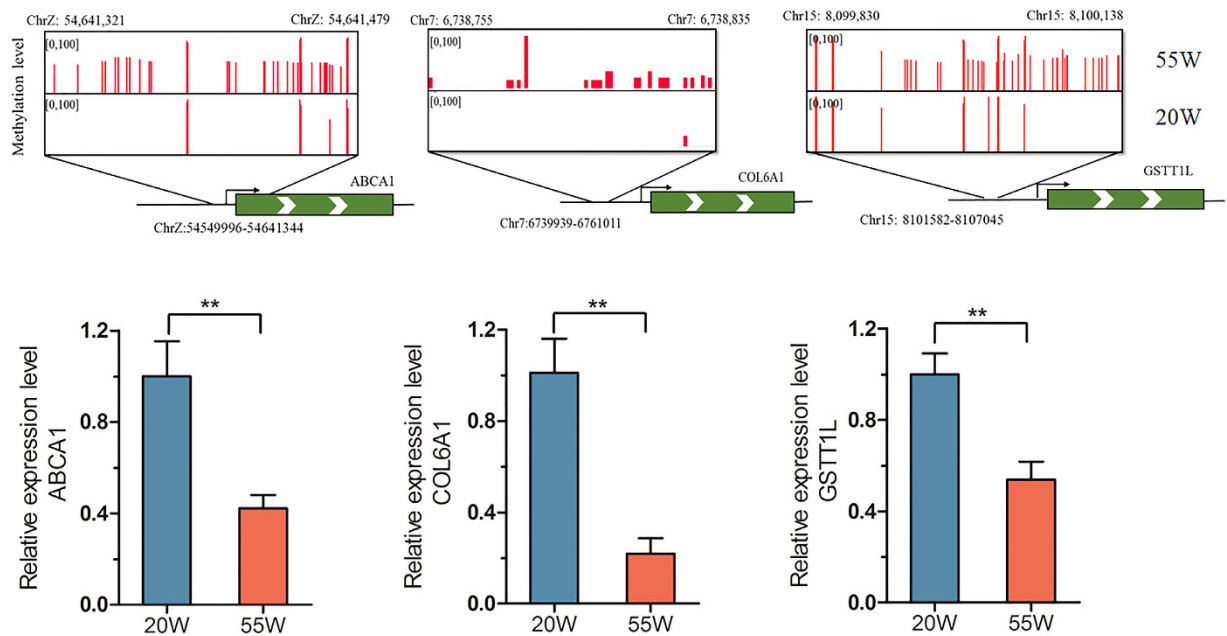 ChrZ: 54,641,321 ChrZ: 54,641,479
Chr7: 6,738,755 Chr7: 6,738,835
Chr15: 8,099,830 Chr15: 8,100,138
Methylation level
[0,100]
[0,100]
[0,100]
55W
[0,100]
[0,100]
[0,100]
20W
ABCA1
COL6A1
GSTT1L
ChrZ:54549996-54641344
Chr7:6739939-6761011
Chr15: 8101582-8107045
Relative expression level
ABCA1
1.2
0.8
0.4
0.0
**
20W 55W
Relative expression level
COL6A1
1.2
0.8
0.4
0.0
**
20W 55W
Relative expression level
GSTT1L
1.2
0.8
0.4
0.0
**
20W 55W